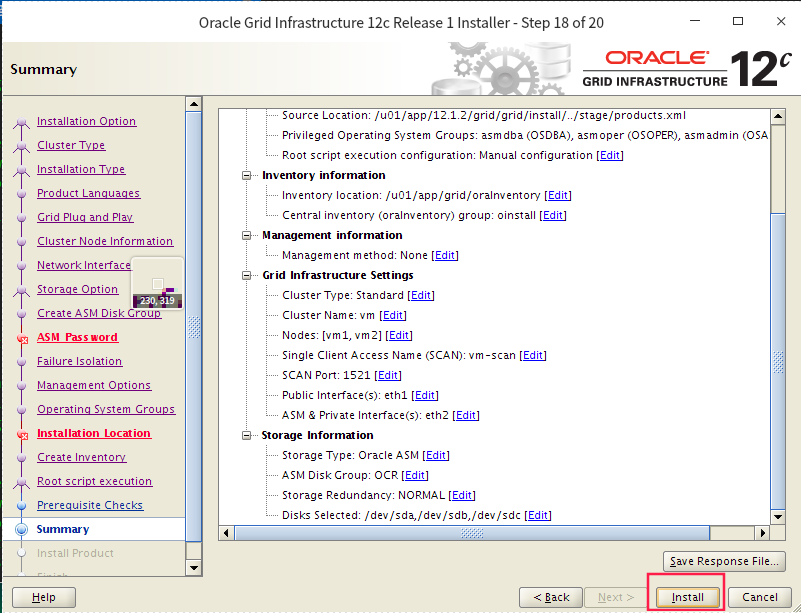 Oracle Grid Infrastructure 12c Release 1 Installer - Step 18 of 20
Summary
ORACLE
GRID INFRASTRUCTURE 12c
Installation Option
Cluster Type
Installation Type
Product Languages
Grid Plug and Play
Cluster Node Information
Network Interface
Storage Option
230, 319
Create ASM Disk Group
ASM Password
Failure Isolation
Management Options
Operating System Groups
Installation Location
Create Inventory
Root script execution
Prerequisite Checks
Summary
Install Product
Finish
Source Location: /u01/app/12.1.2/grid/grid/install/../stage/products.xml
Privileged Operating System Groups: asmdba (OSDBA), asmoper (OSOPER), asmadmin (OSA
Root script execution configuration: Manual configuration [Edit]
Inventory information
Inventory location: /u01/app/grid/oraInventory [Edit]
Central inventory (oraInventory) group: oinstall [Edit]
Management information
Management method: None [Edit]
Grid Infrastructure Settings
Cluster Type: Standard [Edit]
Cluster Name: vm [Edit]
Nodes: [vm1, vm2] [Edit]
Single Client Access Name (SCAN): vm-scan [Edit]
SCAN Port: 1521 [Edit]
Public Interface(s): eth1 [Edit]
ASM & Private Interface(s): eth2 [Edit]
Storage Information
Storage Type: Oracle ASM [Edit]
ASM Disk Group: OCR [Edit]
Storage Redundancy: NORMAL [Edit]
Disks Selected: /dev/sda,/dev/sdb,/dev/sdc [Edit]
Save Response File...
Help
< Back
Next >
Install
Cancel